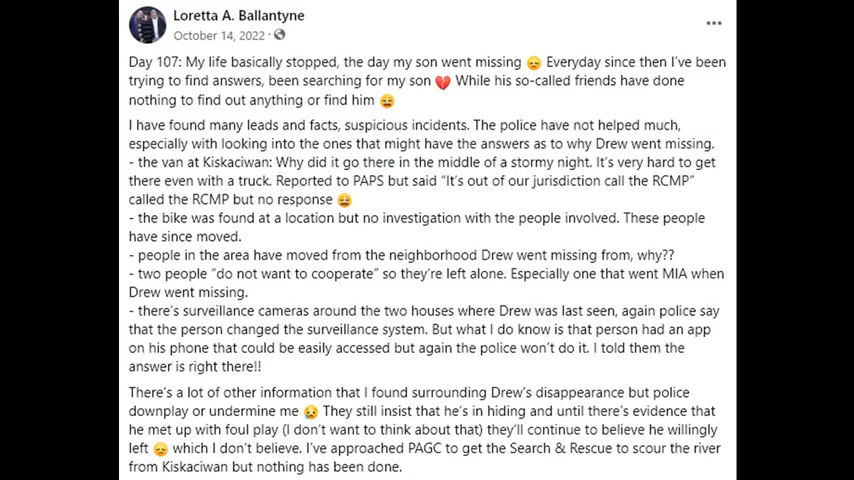 Loretta A. Ballantyne
October 14, 2022 ·
Day 107: My life basically stopped, the day my son went missing 😞 Everyday since then I've been
trying to find answers, been searching for my son 💔 While his so-called friends have done
nothing to find out anything or find him 😩
I have found many leads and facts, suspicious incidents. The police have not helped much,
especially with looking into the ones that might have the answers as to why Drew went missing.
- the van at Kiskaciwan: Why did it go there in the middle of a stormy night. It's very hard to get
there even with a truck. Reported to PAPS but said “It's out of our jurisdiction call the RCMP”
called the RCMP but no response 😩
- the bike was found at a location but no investigation with the people involved. These people
have since moved.
- people in the area have moved from the neighborhood Drew went missing from, why??
- two people “do not want to cooperate” so they're left alone. Especially one that went MIA when
Drew went missing.
- there's surveillance cameras around the two houses where Drew was last seen, again police say
that the person changed the surveillance system. But what I do know is that person had an app
on his phone that could be easily accessed but again the police won't do it. I told them the
answer is right there!!
There's a lot of other information that I found surrounding Drew's disappearance but police
downplay or undermine me 😢 They still insist that he's in hiding and until there's evidence that
he met up with foul play (I don't want to think about that) they'll continue to believe he willingly
left 😞 which I don't believe. I've approached PAGC to get the Search & Rescue to scour the river
from Kiskaciwan but nothing has been done.